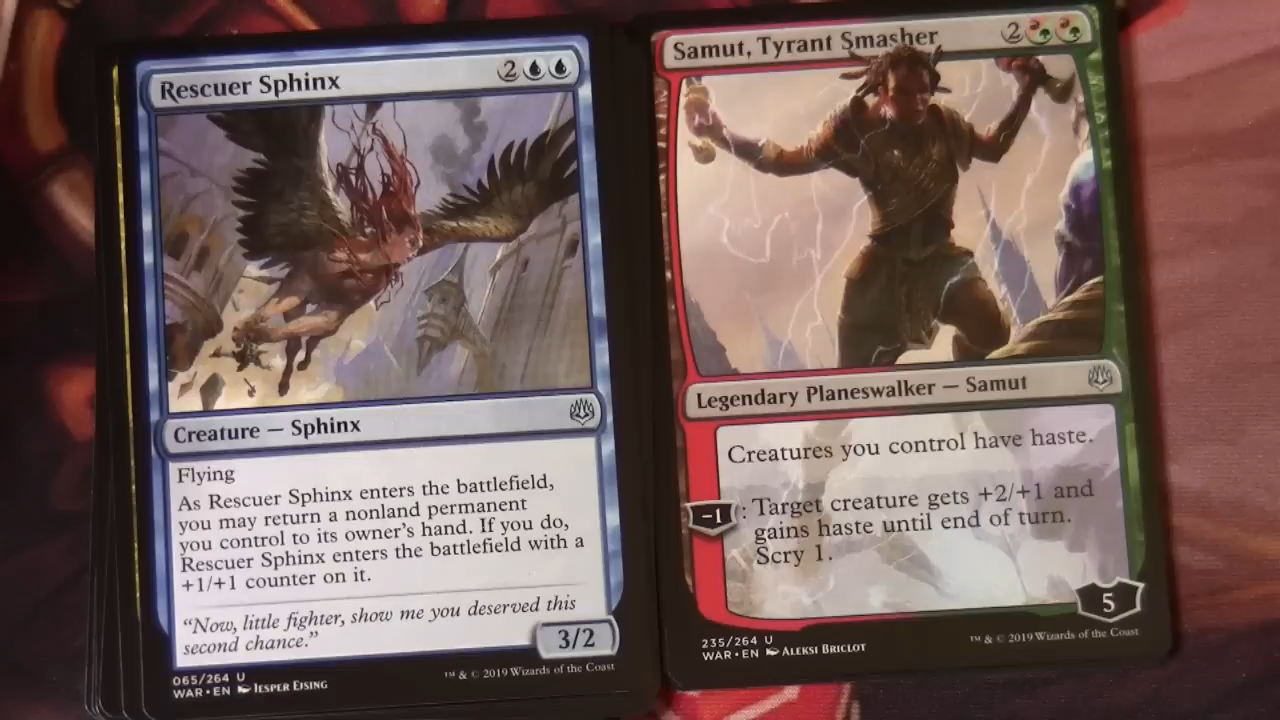 Rescuer Sphinx
2
Creature — Sphinx
Flying
As Rescuer Sphinx enters the battlefield,
you may return a nonland permanent
you control to its owner's hand. If you do,
Rescuer Sphinx enters the battlefield with a
+1/+1 counter on it.
"Now, little fighter, show me you deserved this
second chance."
3/2
065/264 U
WAR • EN Iesper Eising
™ & © 2019 Wizards of the Coast
Samut, Tyrant Smasher
2
Legendary Planeswalker — Samut
Creatures you control have haste.
-1 : Target creature gets +2/+1 and
gains haste until end of turn.
Scry 1.
5
235/264 U
WAR • EN Aleksi Briclot
™ & © 2019 Wizards of the Coast